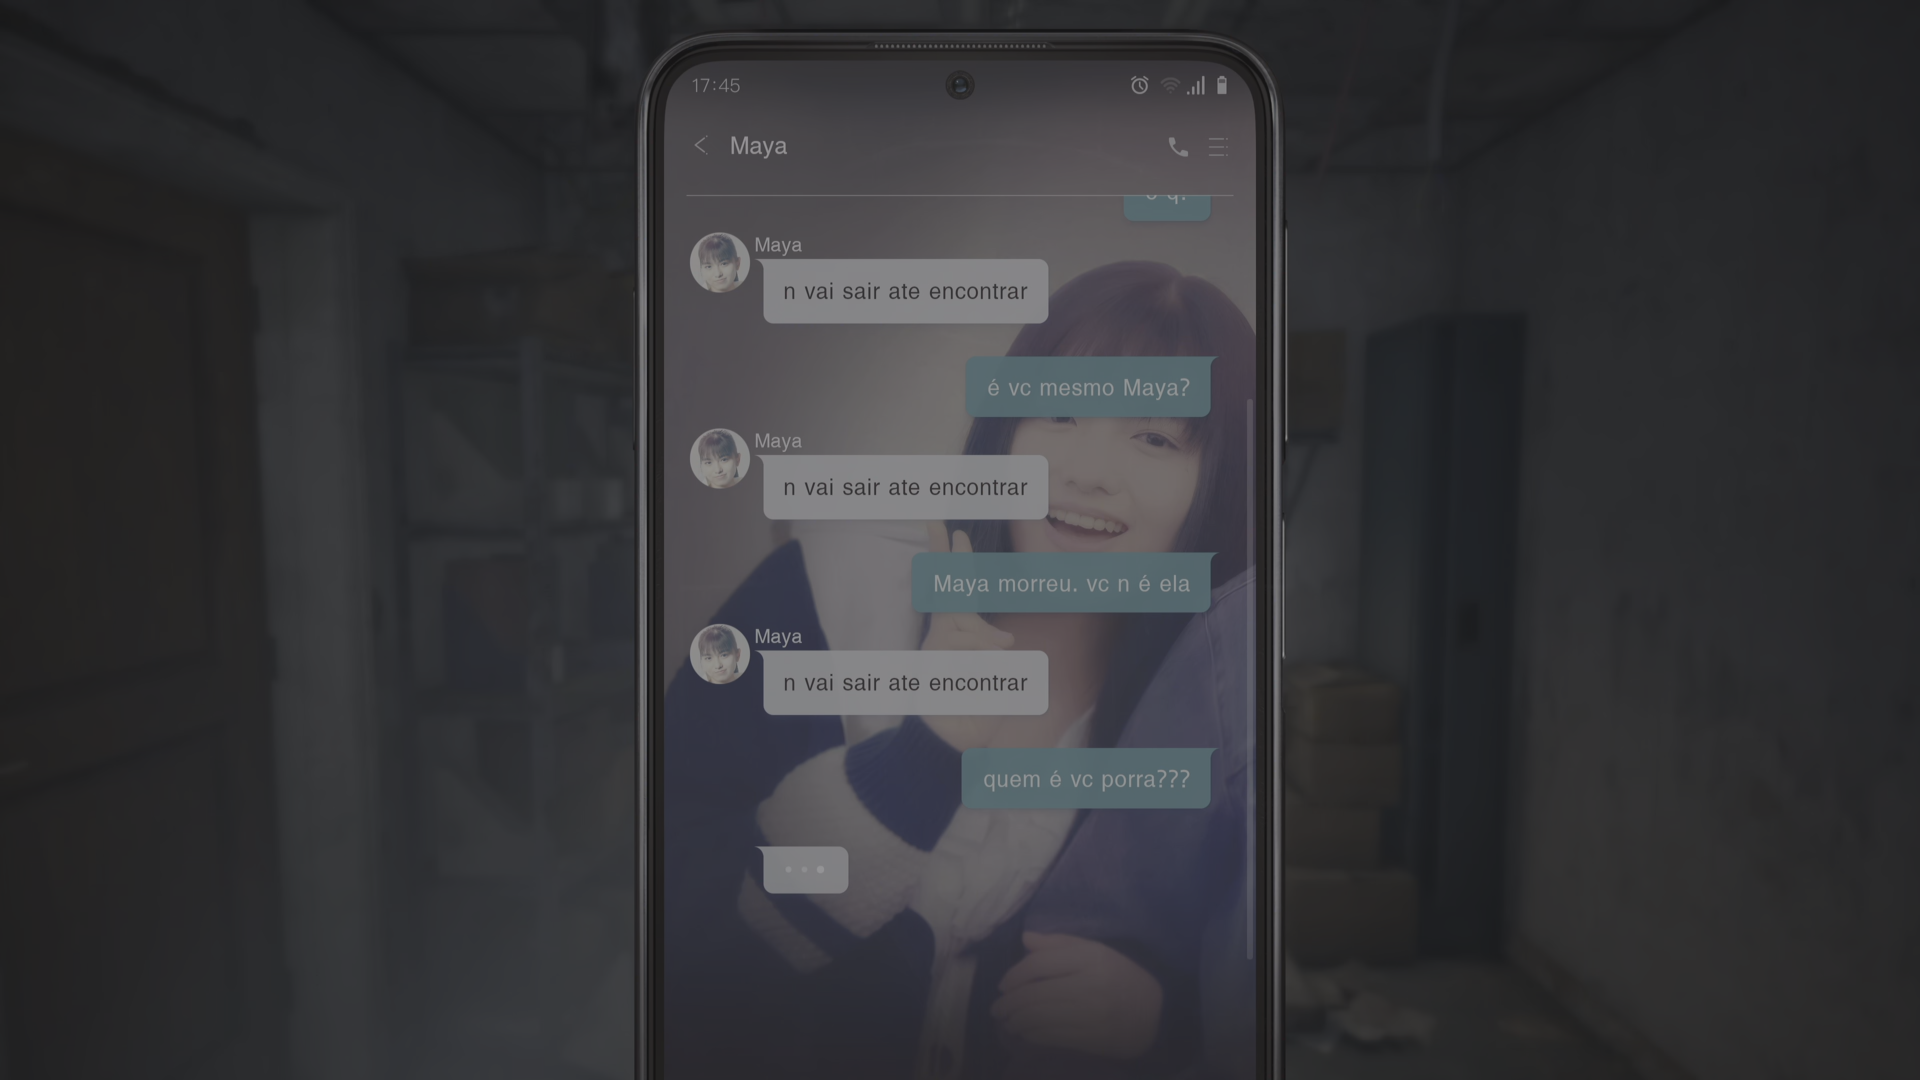 17:45
Maya
Maya
n vai sair ate encontrar
é vc mesmo Maya?
Maya
n vai sair ate encontrar
Maya morreu. vc n é ela
Maya
n vai sair ate encontrar
quem é vc porra???